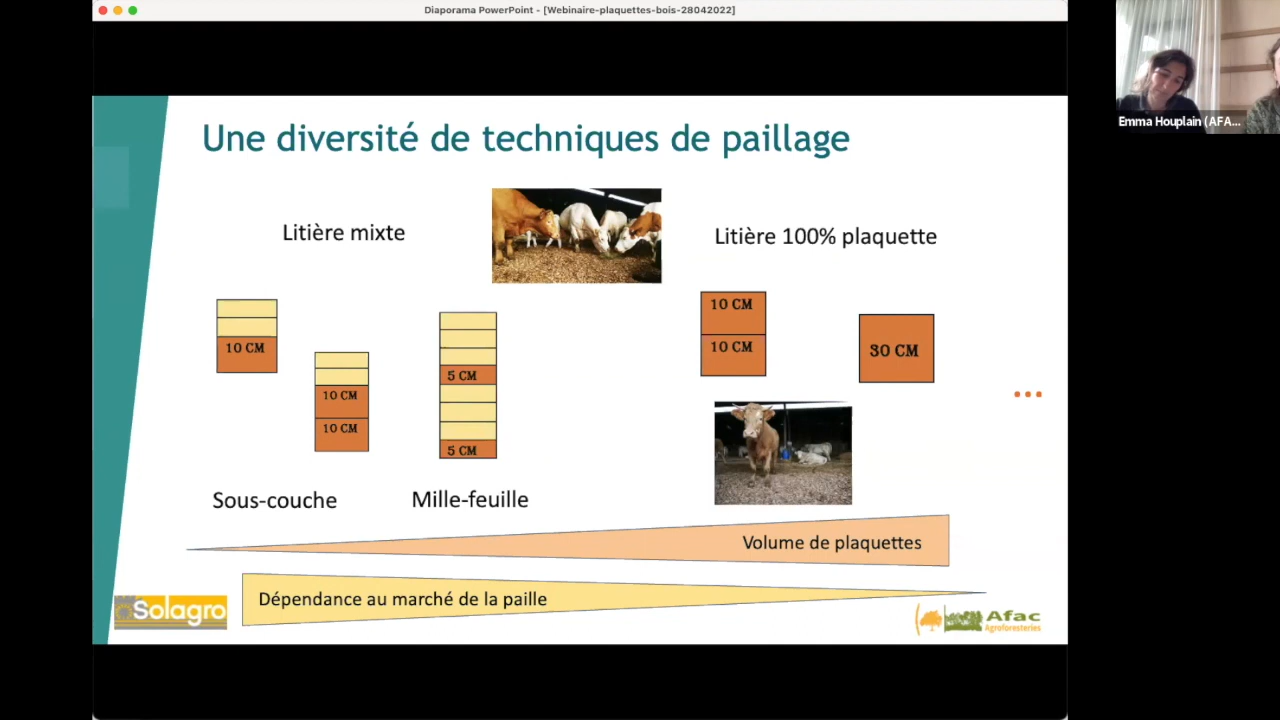 Diaporama PowerPoint - [Webinaire-plaquettes-bois-28042022]
Emma Houplain (AFA...
Une diversité de techniques de paillage
Litière mixte
Litière 100% plaquette
10 CM
10 CM
10 CM
5 CM
5 CM
10 CM
10 CM
30 CM
...
Sous-couche
Mille-feuille
Volume de plaquettes
Dépendance au marché de la paille
Solagro
Afac
Agroforesteries